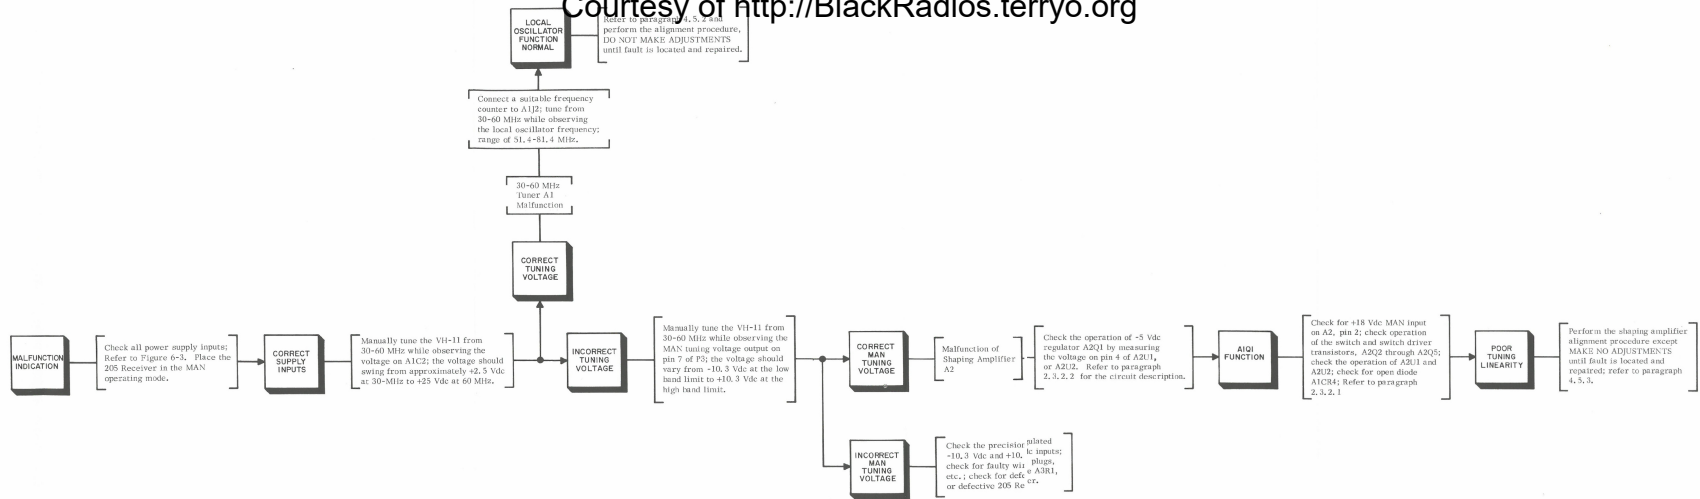 Courtesy of http://BlackRadios.terryo.org
LOCAL
OSCILLATOR
FUNCTION
NORMAL
Refer to paragraph 4.5.2 and
perform the alignment procedure,
DO NOT MAKE ADJUSTMENTS
until fault is located and repaired.
Connect a suitable frequency
counter to A1J2; tune from
30-60 MHz while observing
the local oscillator frequency;
range of 51.4-81.4 MHz.
30-60 MHz
Tuner A1
Malfunction
CORRECT
TUNING
VOLTAGE
MALFUNCTION
INDICATION
Check all power supply inputs;
Refer to Figure 6-3. Place the
205 Receiver in the MAN
operating mode.
CORRECT
SUPPLY
INPUTS
Manually tune the VH-11 from
30-60 MHz while observing the
voltage on A1C2; the voltage should
swing from approximately +2.5 Vdc
at 30-MHz to +25 Vdc at 60 MHz.
INCORRECT
TUNING
VOLTAGE
Manually tune the VH-11 from
30-60 MHz while observing the
MAN tuning voltage output on
pin 7 of P3; the voltage should
vary from -10.3 Vdc at the low
band limit to +10.3 Vdc at the
high band limit.
CORRECT
MAN
TUNING
VOLTAGE
Malfunction of
Shaping Amplifier
A2
Check the operation of -5 Vdc
regulator A2Q1 by measuring
the voltage on pin 4 of A2U1,
or A2U2. Refer to paragraph
2.3.2.2 for the circuit description.
AIQI
FUNCTION
Check for +18 Vdc MAN input
on A2, pin 2; check operation
of the switch and switch driver
transistors, A2Q2 through A2Q5;
check the operation of A2U1 and
A2U2; check for open diode
A1CR4; Refer to paragraph
2.3.2.1
POOR
TUNING
LINEARITY
Perform the shaping amplifier
alignment procedure except
MAKE NO ADJUSTMENTS
until fault is located and
repaired; refer to paragraph
4.5.3.
INCORRECT
MAN
TUNING
VOLTAGE
Check the precision
-10.3 Vdc and +10. inputs;
check for faulty plugs,
etc.; check for A3R1,
or defective 205